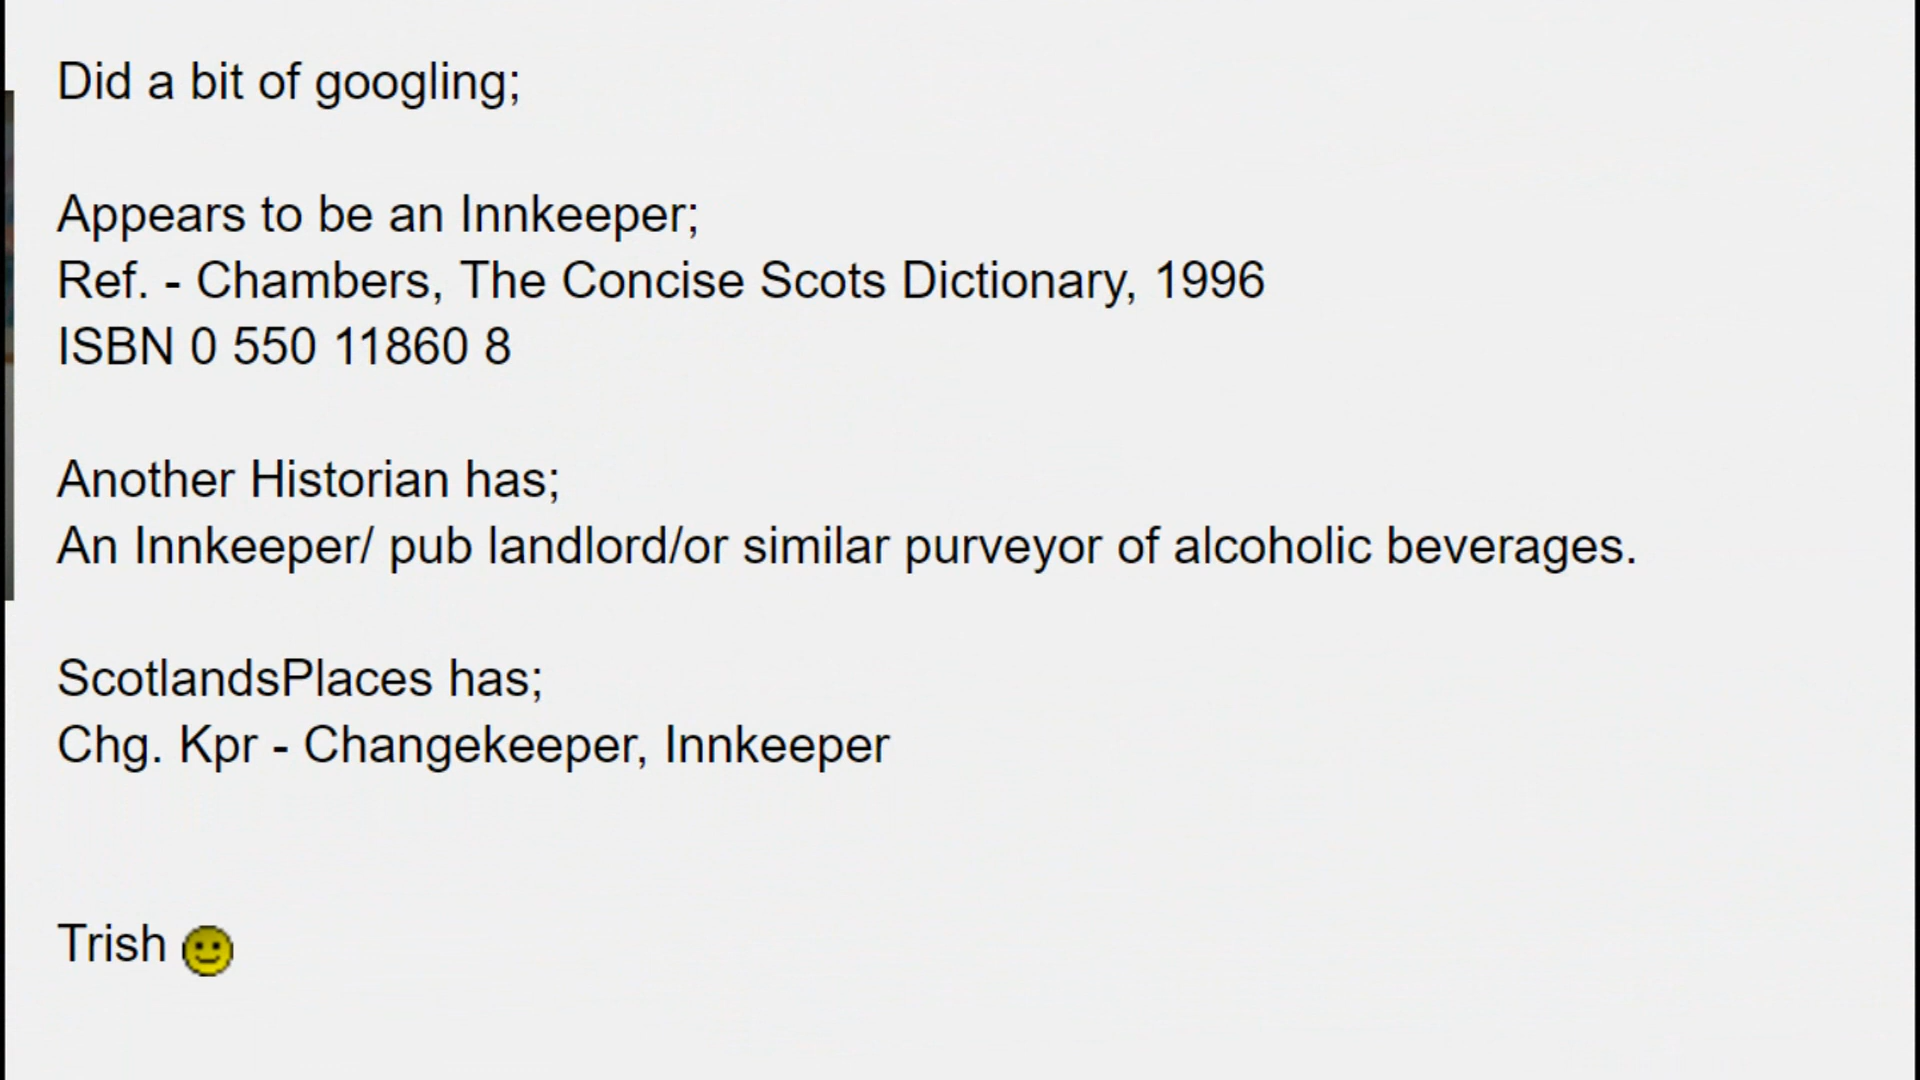 Did a bit of googling;
Appears to be an Innkeeper;
Ref. - Chambers, The Concise Scots Dictionary, 1996
ISBN 0 550 11860 8
Another Historian has;
An Innkeeper/ pub landlord/or similar purveyor of alcoholic beverages.
ScotlandsPlaces has;
Chg. Kpr - Changekeeper, Innkeeper
Trish